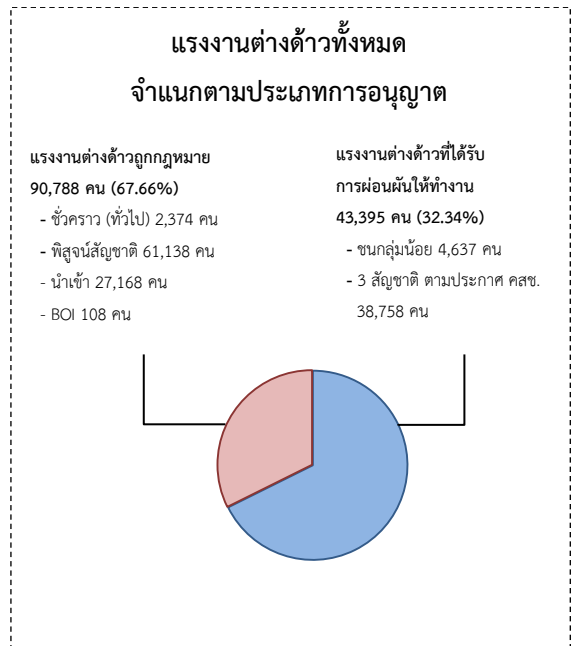 แรงงานต่างด้าวทั้งหมด
จำแนกตามประเภทการอนุญาต
แรงงานต่างด้าวถูกกฎหมาย
90,788 คน (67.66%)
- ชั่วคราว (ทั่วไป) 2,374 คน
- พิสูจน์สัญชาติ 61,138 คน
- นำเข้า 27,168 คน
- BOI 108 คน
แรงงานต่างด้าวที่ได้รับ
การผ่อนผันให้ทำงาน
43,395 คน (32.34%)
- ชนกลุ่มน้อย 4,637 คน
- 3 สัญชาติ ตามประกาศ คสช.
38,758 คน